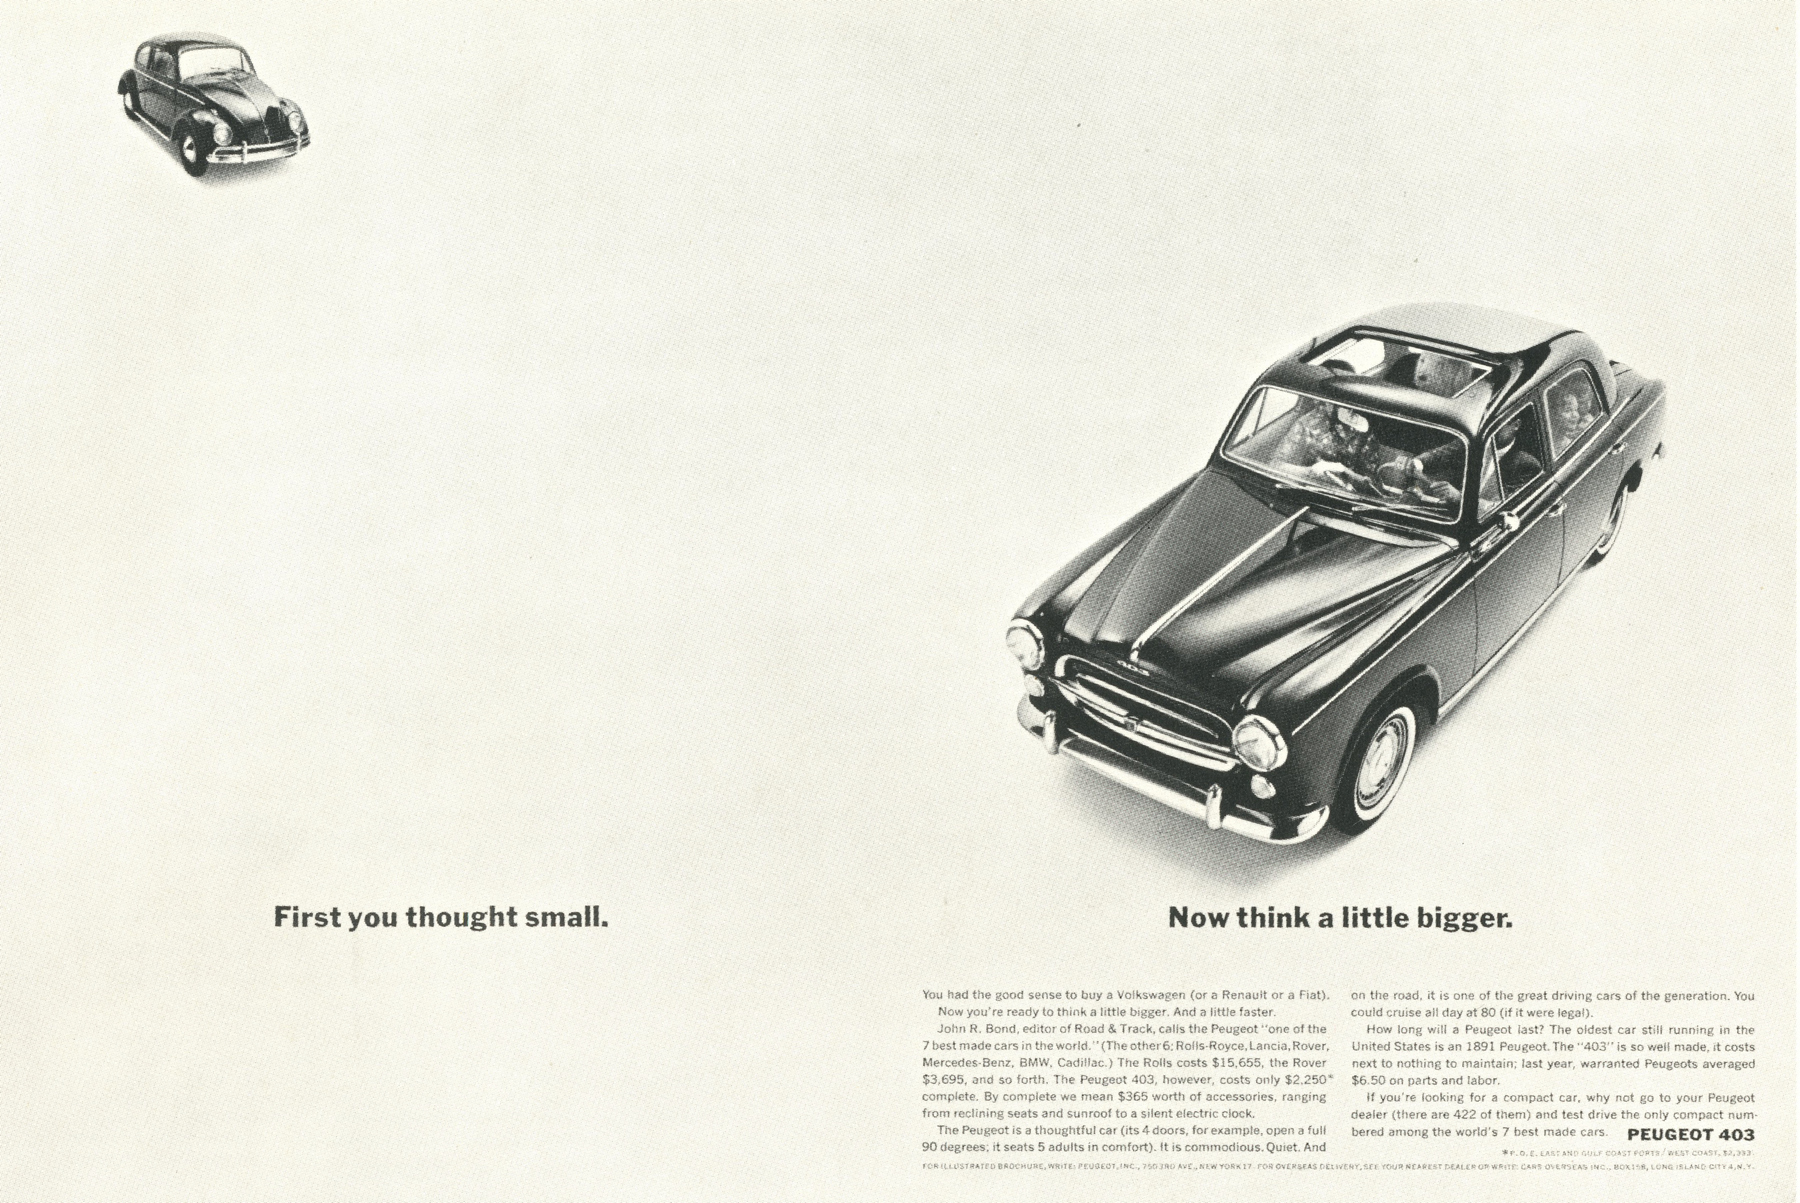 403
First you thought small.
Now think a little bigger.
You had the good sense to buy a Volkswagen (or a Renault or a Fiat).
Now you're ready to think a little bigger. And a little faster.
John R. Bond, editor of Road & Track, calls the Peugeot "one of the
7 best made cars in the world." (The other 6: Rolls-Royce, Lancia, Rover,
Mercedes-Benz, BMW, Cadillac.) The Rolls costs $15,655, the Rover
$3,695, and so forth. The Peugeot 403, however, costs only $2,250*
complete. By complete we mean $365 worth of accessories, ranging
from reclining seats and sunroof to a silent electric clock.
The Peugeot is a thoughtful car (its 4 doors, for example, open a full
90 degrees; it seats 5 adults in comfort). It is commodious. Quiet. And
on the road, it is one of the great driving cars of the generation. You
could cruise all day at 80 (if it were legal).
How long will a Peugeot last? The oldest car still running in the
United States is an 1891 Peugeot. The "403" is so well made, it costs
next to nothing to maintain; last year, warranted Peugeots averaged
$6.50 on parts and labor.
If you're looking for a compact car, why not go to your Peugeot
dealer (there are 422 of them) and test drive the only compact num-
bered among the world's 7 best made cars. PEUGEOT 403
*P.O.E. EAST AND GULF COAST PORTS/ WEST COAST,
FOR ILLUSTRATED BROCHURE, WRITE: PEUGEOT, INC., 750 3RD AVE., NEW YORK 17. FOR OVERSEAS DELIVERY, SEE YOUR NEAREST DEALER OR WRITE: CARS OVERSEAS INC., BOX 158, LONG ISLAND CITY 4, N.Y.